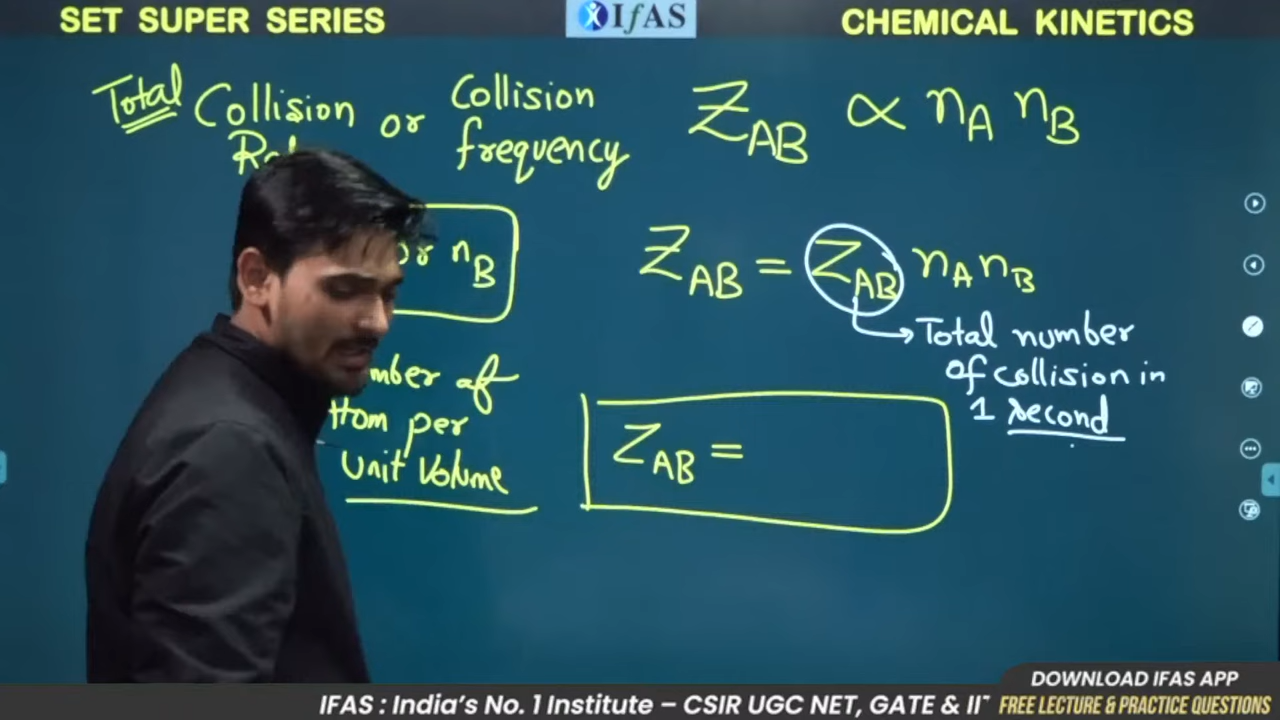 SET SUPER SERIES
IfAS
CHEMICAL KINETICS
Total Collision or Collision frequency
Z_AB ∝ n_A n_B
or n_B
Z_AB = Z_AB n_A n_B
Total number
of collision in
1 second
per
Unit Volume
Z_AB =
DOWNLOAD IFAS APP
IFAS : India's No. 1 Institute – CSIR UGC NET, GATE & II
FREE LECTURE & PRACTICE QUESTIONS